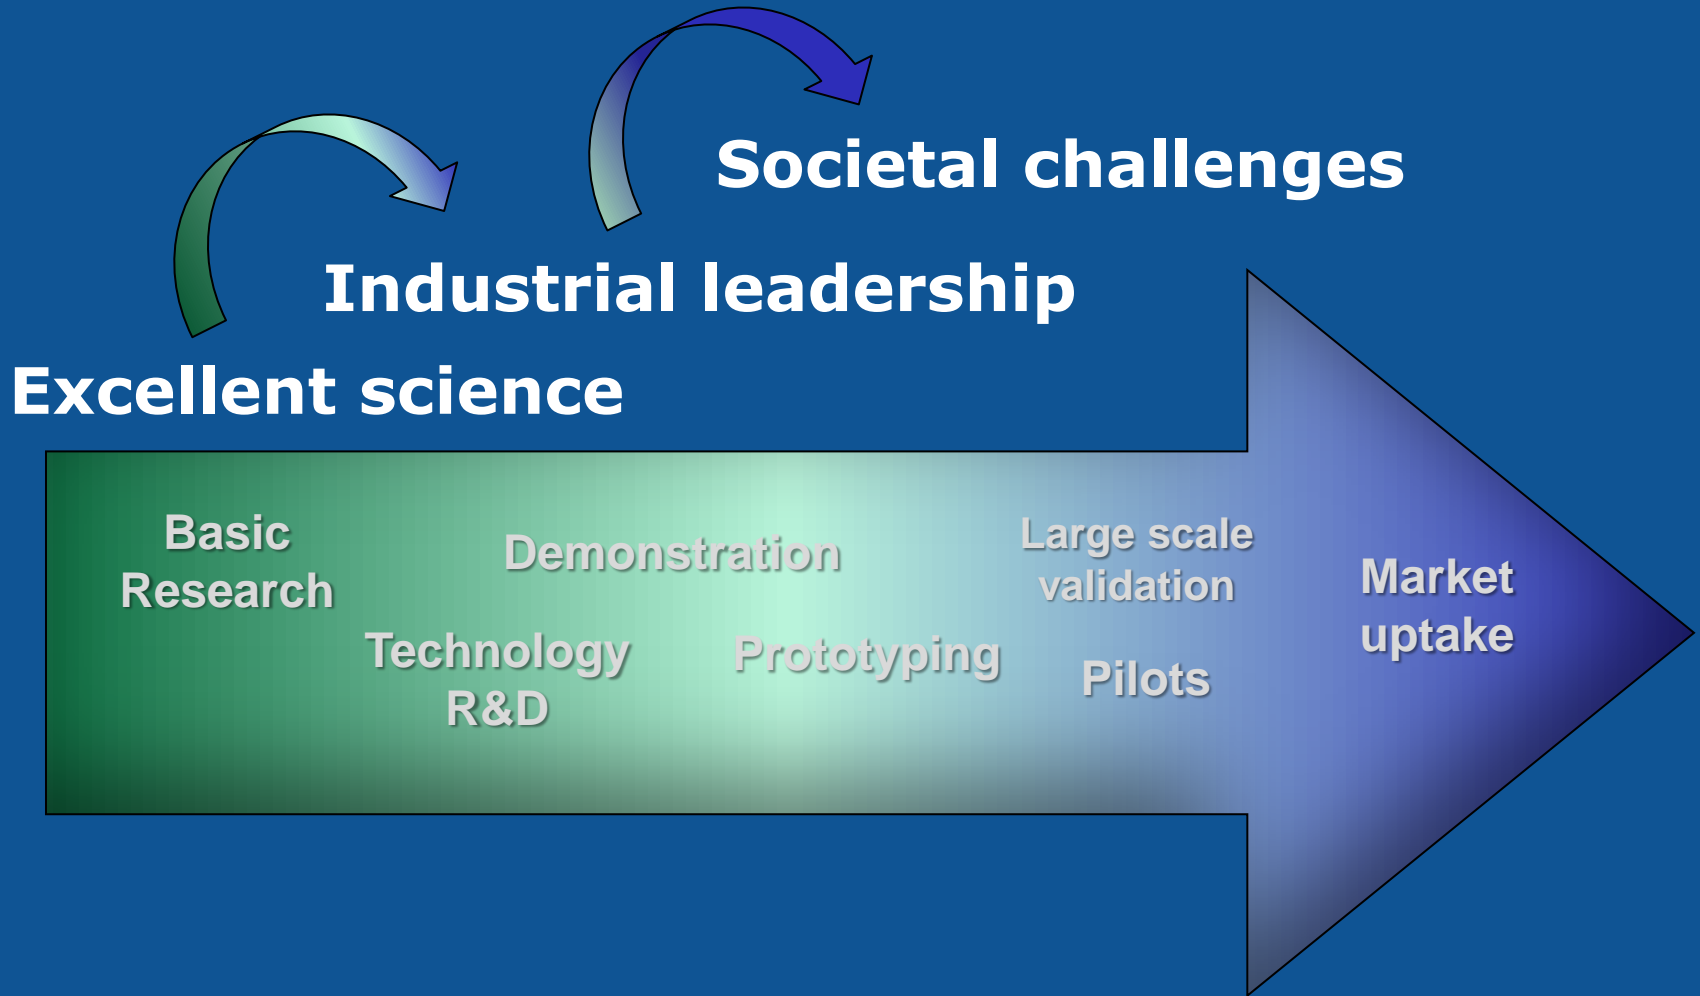 Societal challenges
Industrial leadership
Excellent science
Basic
Research
Technology
R&D
Demonstration
Prototyping
Large scale
validation
Pilots
Market
uptake